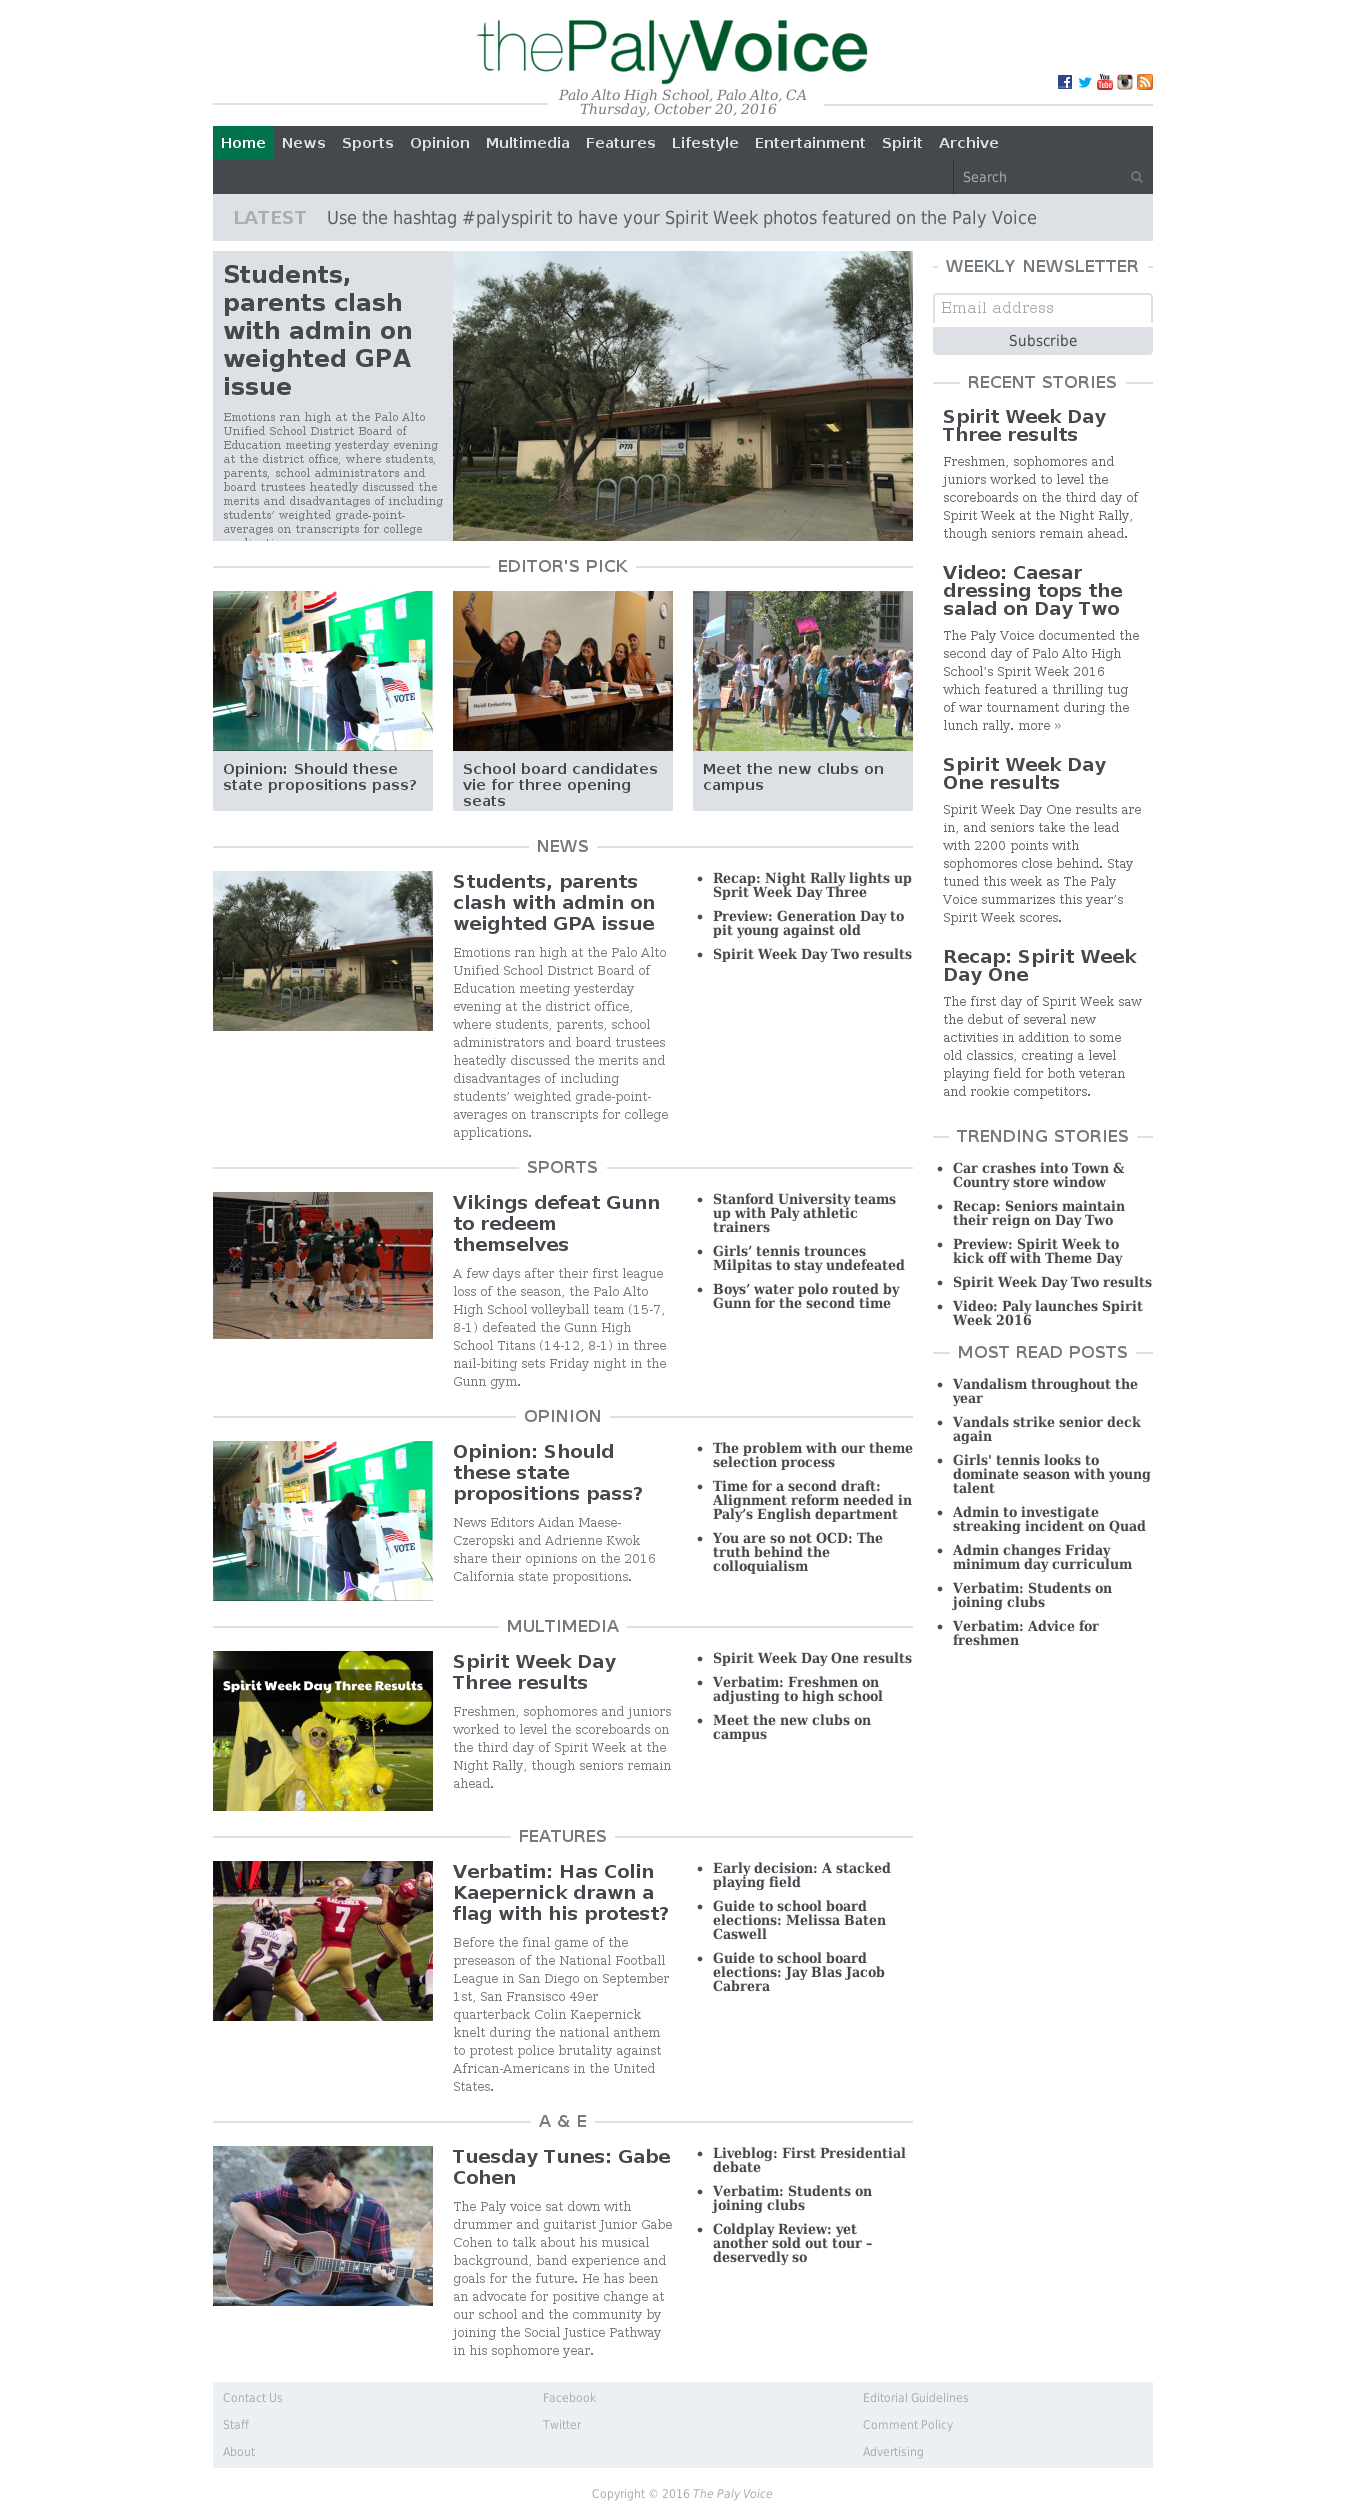 thePalyVoice
Palo Alto High School, Palo Alto, CA
Thursday, October 20, 2016
Home News Sports Opinion Multimedia Features Lifestyle Entertainment Spirit Archive
Search
LATEST Use the hashtag #palyspirit to have your Spirit Week photos featured on the Paly Voice
Students,
parents clash
with admin on
weighted GPA
issue
Emotions ran high at the Palo Alto
Unified School District Board of
Education meeting yesterday evening
at the district office, where students,
parents, school administrators and
board trustees heatedly discussed the
merits and disadvantages of including
students’ weighted grade-point-
averages on transcripts for college
PTA
EDITOR'S PICK
VOTE
Opinion: Should these
state propositions pass?
Heidi Emberling
School board candidates
vie for three opening
seats
Meet the new clubs on
campus
NEWS
Students, parents
clash with admin on
weighted GPA issue
Emotions ran high at the Palo Alto
Unified School District Board of
Education meeting yesterday
evening at the district office,
where students, parents, school
administrators and board trustees
heatedly discussed the merits and
disadvantages of including
students’ weighted grade-point-
averages on transcripts for college
applications.
• Recap: Night Rally lights up
Sprit Week Day Three
• Preview: Generation Day to
pit young against old
• Spirit Week Day Two results
SPORTS
Vikings defeat Gunn
to redeem
themselves
A few days after their first league
loss of the season, the Palo Alto
High School volleyball team (15-7,
8-1) defeated the Gunn High
School Titans (14-12, 8-1) in three
nail-biting sets Friday night in the
Gunn gym.
• Stanford University teams
up with Paly athletic
trainers
• Girls’ tennis trounces
Milpitas to stay undefeated
• Boys’ water polo routed by
Gunn for the second time
OPINION
VOTE
Opinion: Should
these state
propositions pass?
News Editors Aidan Maese-
Czeropski and Adrienne Kwok
share their opinions on the 2016
California state propositions.
• The problem with our theme
selection process
• Time for a second draft:
Alignment reform needed in
Paly’s English department
• You are so not OCD: The
truth behind the
colloquialism
MULTIMEDIA
Spirit Week Day Three Results
Spirit Week Day
Three results
Freshmen, sophomores and juniors
worked to level the scoreboards on
the third day of Spirit Week at the
Night Rally, though seniors remain
ahead.
• Spirit Week Day One results
• Verbatim: Freshmen on
adjusting to high school
• Meet the new clubs on
campus
FEATURES
KAEPERNICK
7
SUGGS
55
Verbatim: Has Colin
Kaepernick drawn a
flag with his protest?
Before the final game of the
preseason of the National Football
League in San Diego on September
1st, San Fransisco 49er
quarterback Colin Kaepernick
knelt during the national anthem
to protest police brutality against
African-Americans in the United
States.
• Early decision: A stacked
playing field
• Guide to school board
elections: Melissa Baten
Caswell
• Guide to school board
elections: Jay Blas Jacob
Cabrera
A & E
Tuesday Tunes: Gabe
Cohen
The Paly voice sat down with
drummer and guitarist Junior Gabe
Cohen to talk about his musical
background, band experience and
goals for the future. He has been
an advocate for positive change at
our school and the community by
joining the Social Justice Pathway
in his sophomore year.
• Liveblog: First Presidential
debate
• Verbatim: Students on
joining clubs
• Coldplay Review: yet
another sold out tour –
deservedly so
WEEKLY NEWSLETTER
Email address
Subscribe
RECENT STORIES
Spirit Week Day
Three results
Freshmen, sophomores and
juniors worked to level the
scoreboards on the third day of
Spirit Week at the Night Rally,
though seniors remain ahead.
Video: Caesar
dressing tops the
salad on Day Two
The Paly Voice documented the
second day of Palo Alto High
School’s Spirit Week 2016
which featured a thrilling tug
of war tournament during the
lunch rally. more »
Spirit Week Day
One results
Spirit Week Day One results are
in, and seniors take the lead
with 2200 points with
sophomores close behind. Stay
tuned this week as The Paly
Voice summarizes this year’s
Spirit Week scores.
Recap: Spirit Week
Day One
The first day of Spirit Week saw
the debut of several new
activities in addition to some
old classics, creating a level
playing field for both veteran
and rookie competitors.
TRENDING STORIES
• Car crashes into Town &
Country store window
• Recap: Seniors maintain
their reign on Day Two
• Preview: Spirit Week to
kick off with Theme Day
• Spirit Week Day Two results
• Video: Paly launches Spirit
Week 2016
MOST READ POSTS
• Vandalism throughout the
year
• Vandals strike senior deck
again
• Girls' tennis looks to
dominate season with young
talent
• Admin to investigate
streaking incident on Quad
• Admin changes Friday
minimum day curriculum
• Verbatim: Students on
joining clubs
• Verbatim: Advice for
freshmen
Contact Us Facebook Editorial Guidelines
Staff Twitter Comment Policy
About Advertising
Copyright © 2016 The Paly Voice